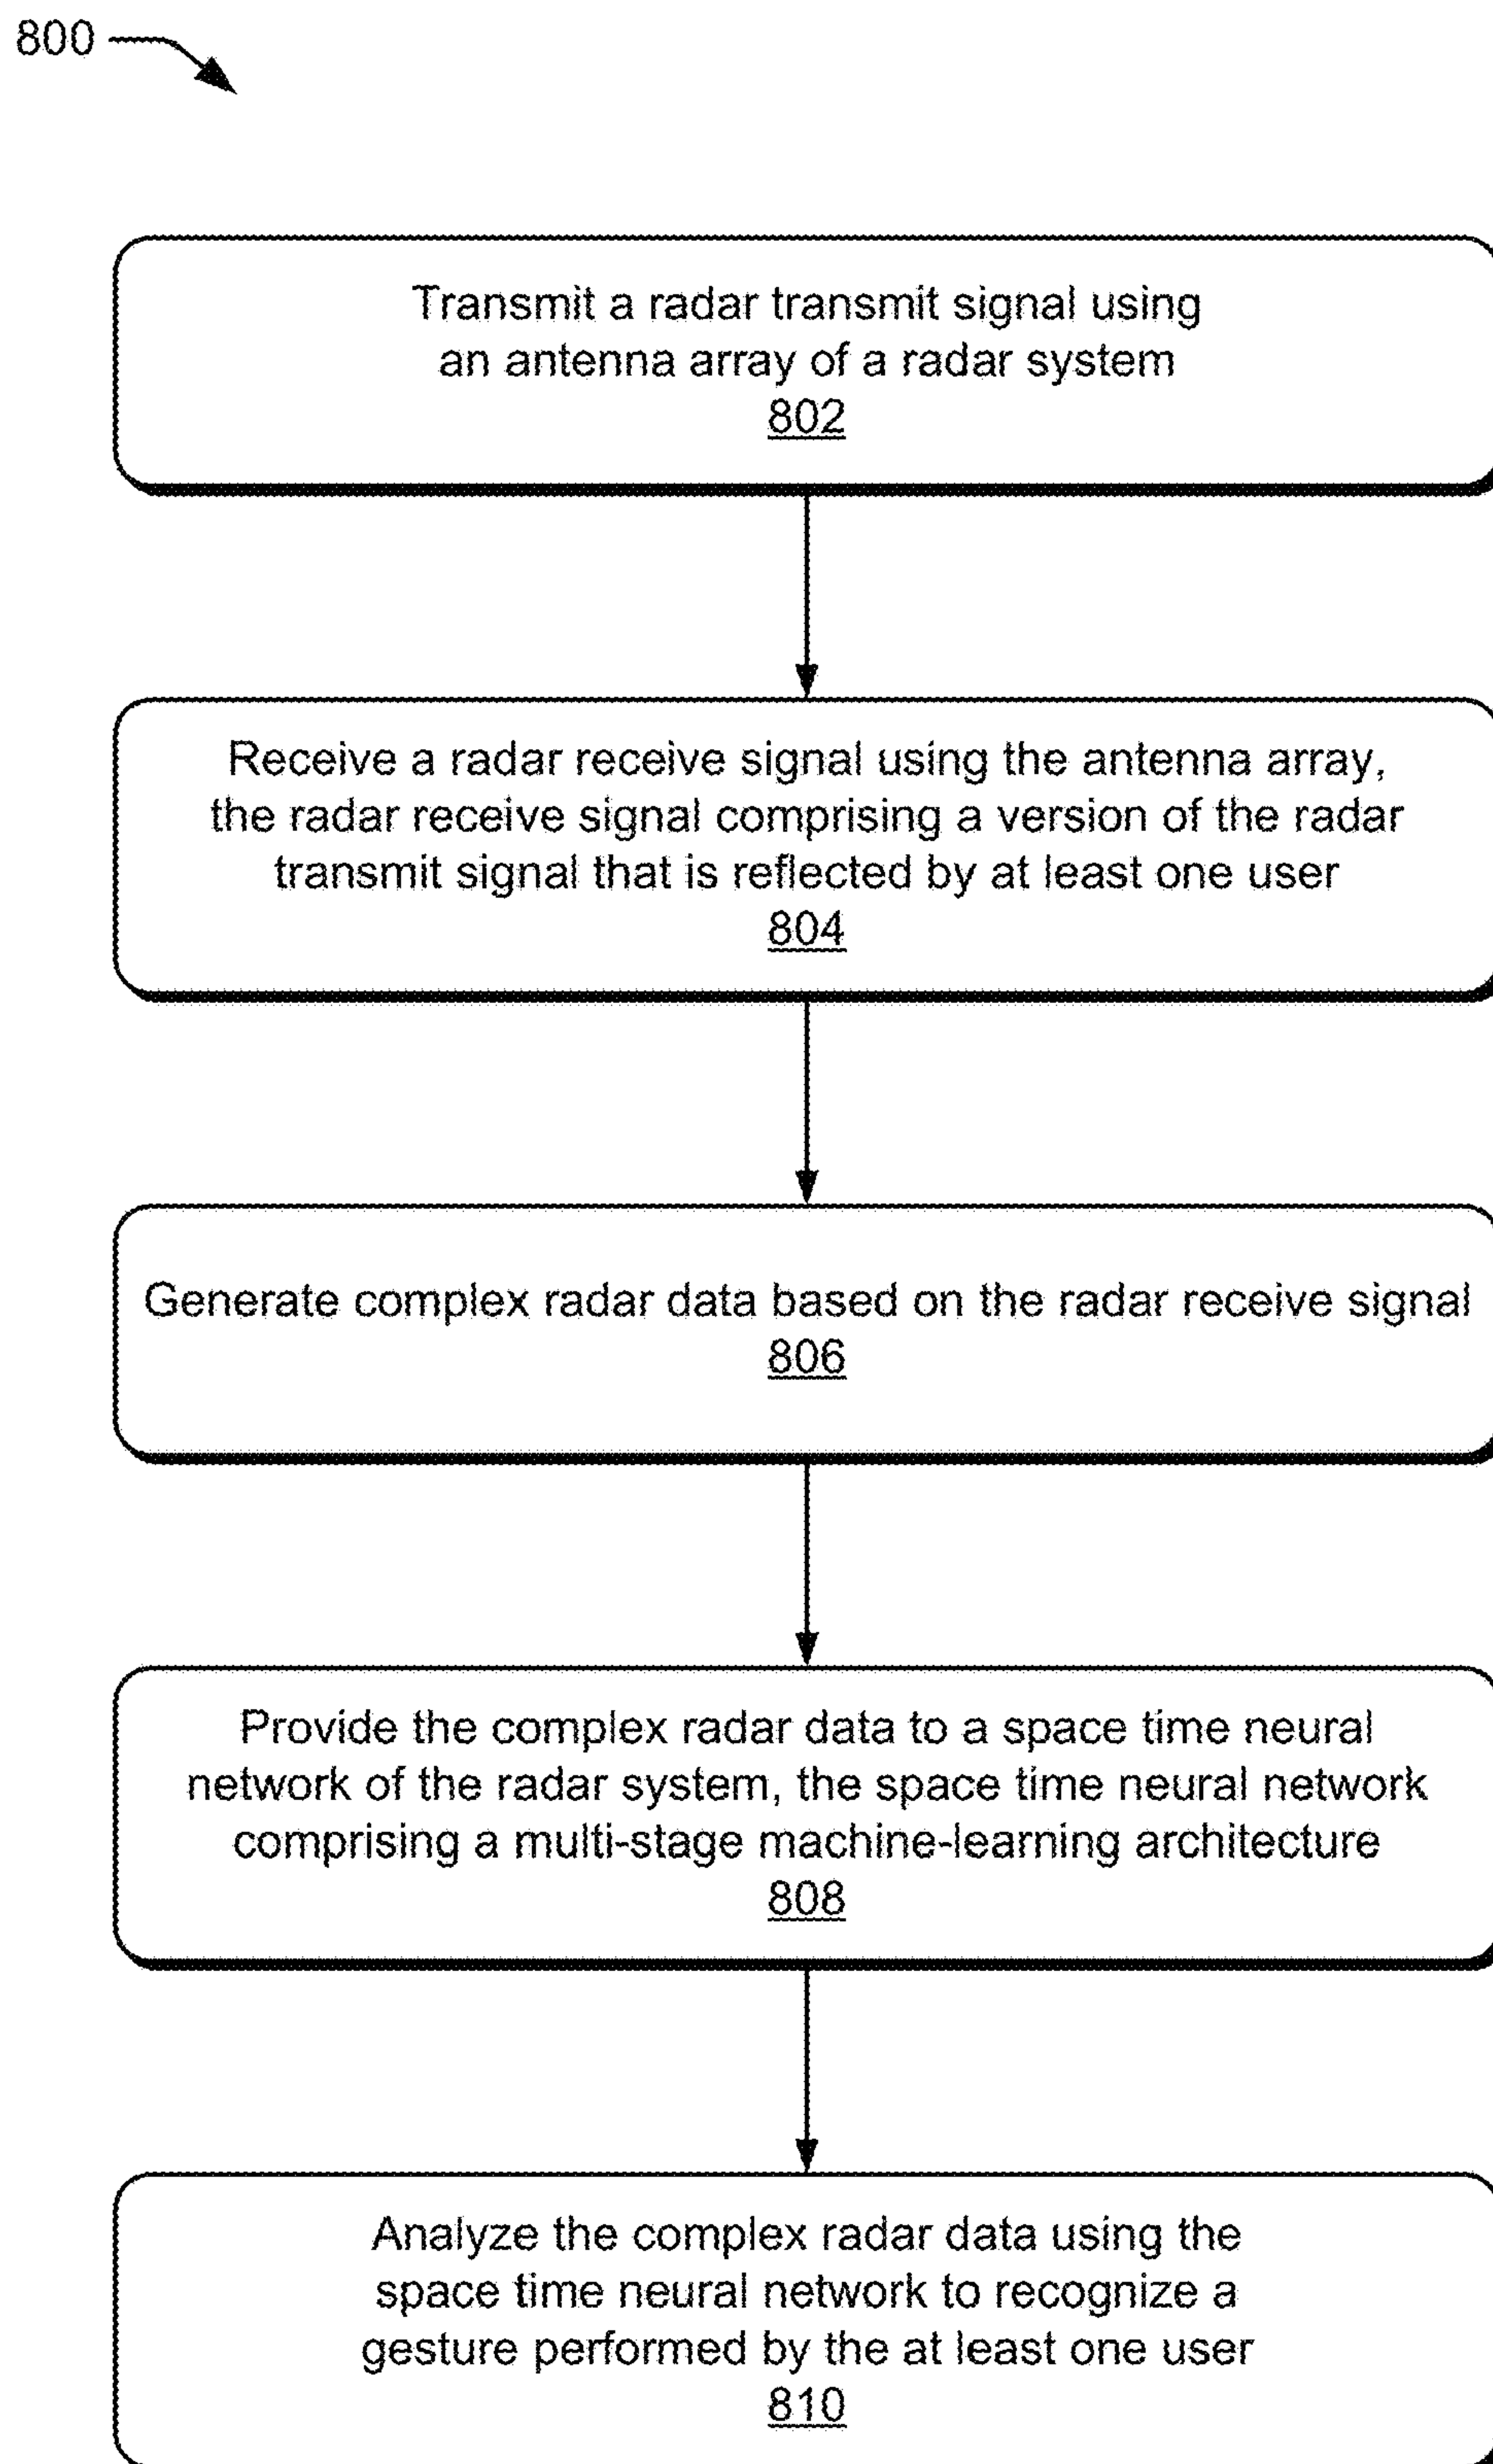 800
Transmit a radar transmit signal using
an antenna array of a radar system
802
Receive a radar receive signal using the antenna array,
the radar receive signal comprising a version of the radar
transmit signal that is reflected by at least one user
804
Generate complex radar data based on the radar receive signal
806
Provide the complex radar data to a space time neural
network of the radar system, the space time neural network
comprising a multi-stage machine-learning architecture
808
Analyze the complex radar data using the
space time neural network to recognize a
gesture performed by the at least one user
810